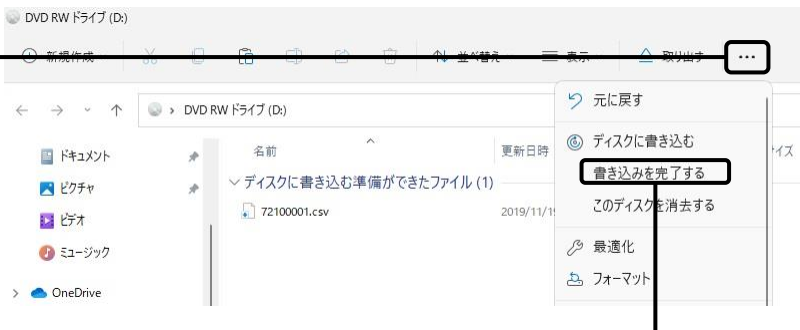 DVD RW ドライブ (D:)
新規作成 並べ替え 表示 取り出す ...
DVD RW ドライブ (D:)
元に戻す
ディスクに書き込む
書き込みを完了する
このディスクを消去する
最適化
フォーマット
名前 更新日時 イズ
ドキュメント
ピクチャ
ビデオ
ミュージック
OneDrive
ディスクに書き込む準備ができたファイル (1)
72100001.csv 2019/11/19